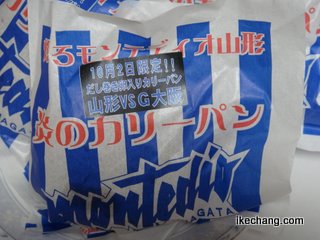 ろモンテディオ山形
10月2日限定!!
だし巻き卵入りカリーパン
山形VSG大阪
炎のカリーパン
montedio
YAMAGATA
ikechang.com